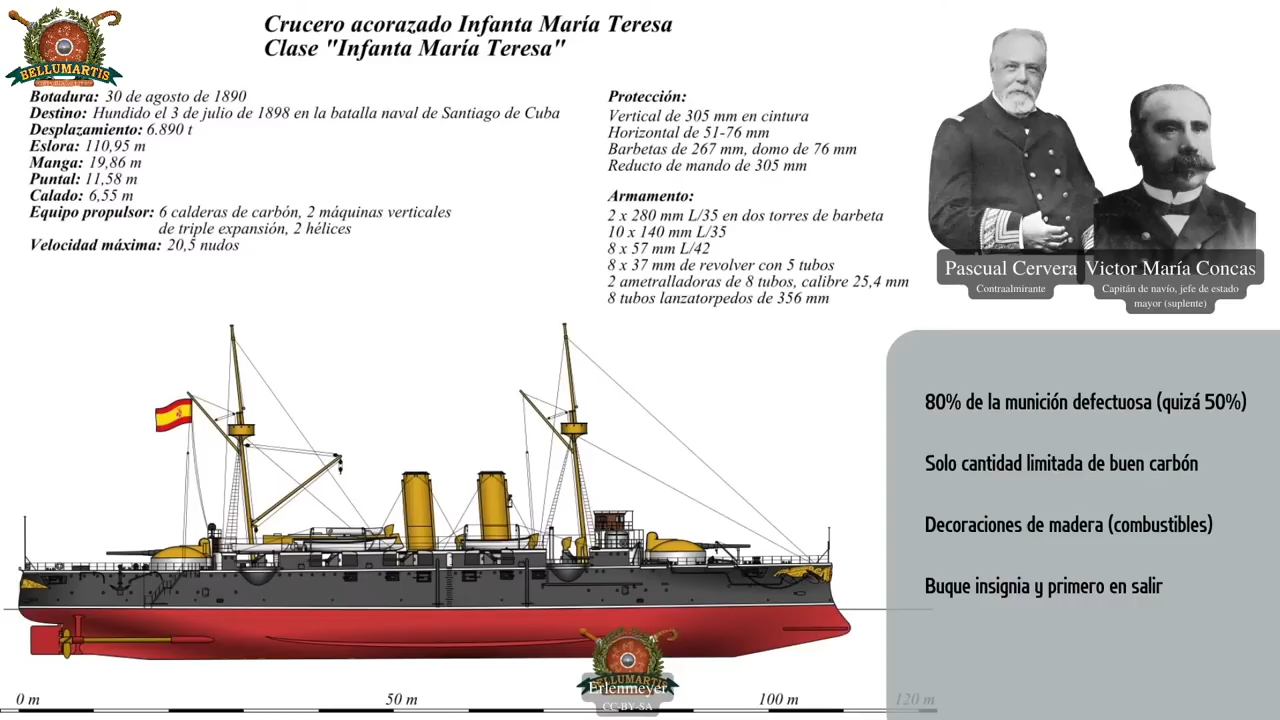 BELLUMARTIS
Crucero acorazado Infanta María Teresa
Clase "Infanta María Teresa"
Botadura: 30 de agosto de 1890
Destino: Hundido el 3 de julio de 1898 en la batalla naval de Santiago de Cuba
Desplazamiento: 6.890 t
Eslora: 110,95 m
Manga: 19,86 m
Puntal: 11,58 m
Calado: 6,55 m
Equipo propulsor: 6 calderas de carbón, 2 máquinas verticales
de triple expansión, 2 hélices
Velocidad máxima: 20,5 nudos
Protección:
Vertical de 305 mm en cintura
Horizontal de 51-76 mm
Barbetas de 267 mm, domo de 76 mm
Reducto de mando de 305 mm
Armamento:
2 x 280 mm L/35 en dos torres de barbeta
10 x 140 mm L/35
8 x 57 mm L/42
8 x 37 mm de revolver con 5 tubos
2 ametralladoras de 8 tubos, calibre 25,4 mm
8 tubos lanzatorpedos de 356 mm
Pascual Cervera
Contraalmirante
Victor María Concas
Capitán de navío, jefe de estado
mayor (suplente)
80% de la munición defectuosa (quizá 50%)
Solo cantidad limitada de buen carbón
Decoraciones de madera (combustibles)
Buque insignia y primero en salir
BELLUMARTIS
Erlenmeyer
CC-BY-SA
0 m
50 m
100 m
120 m